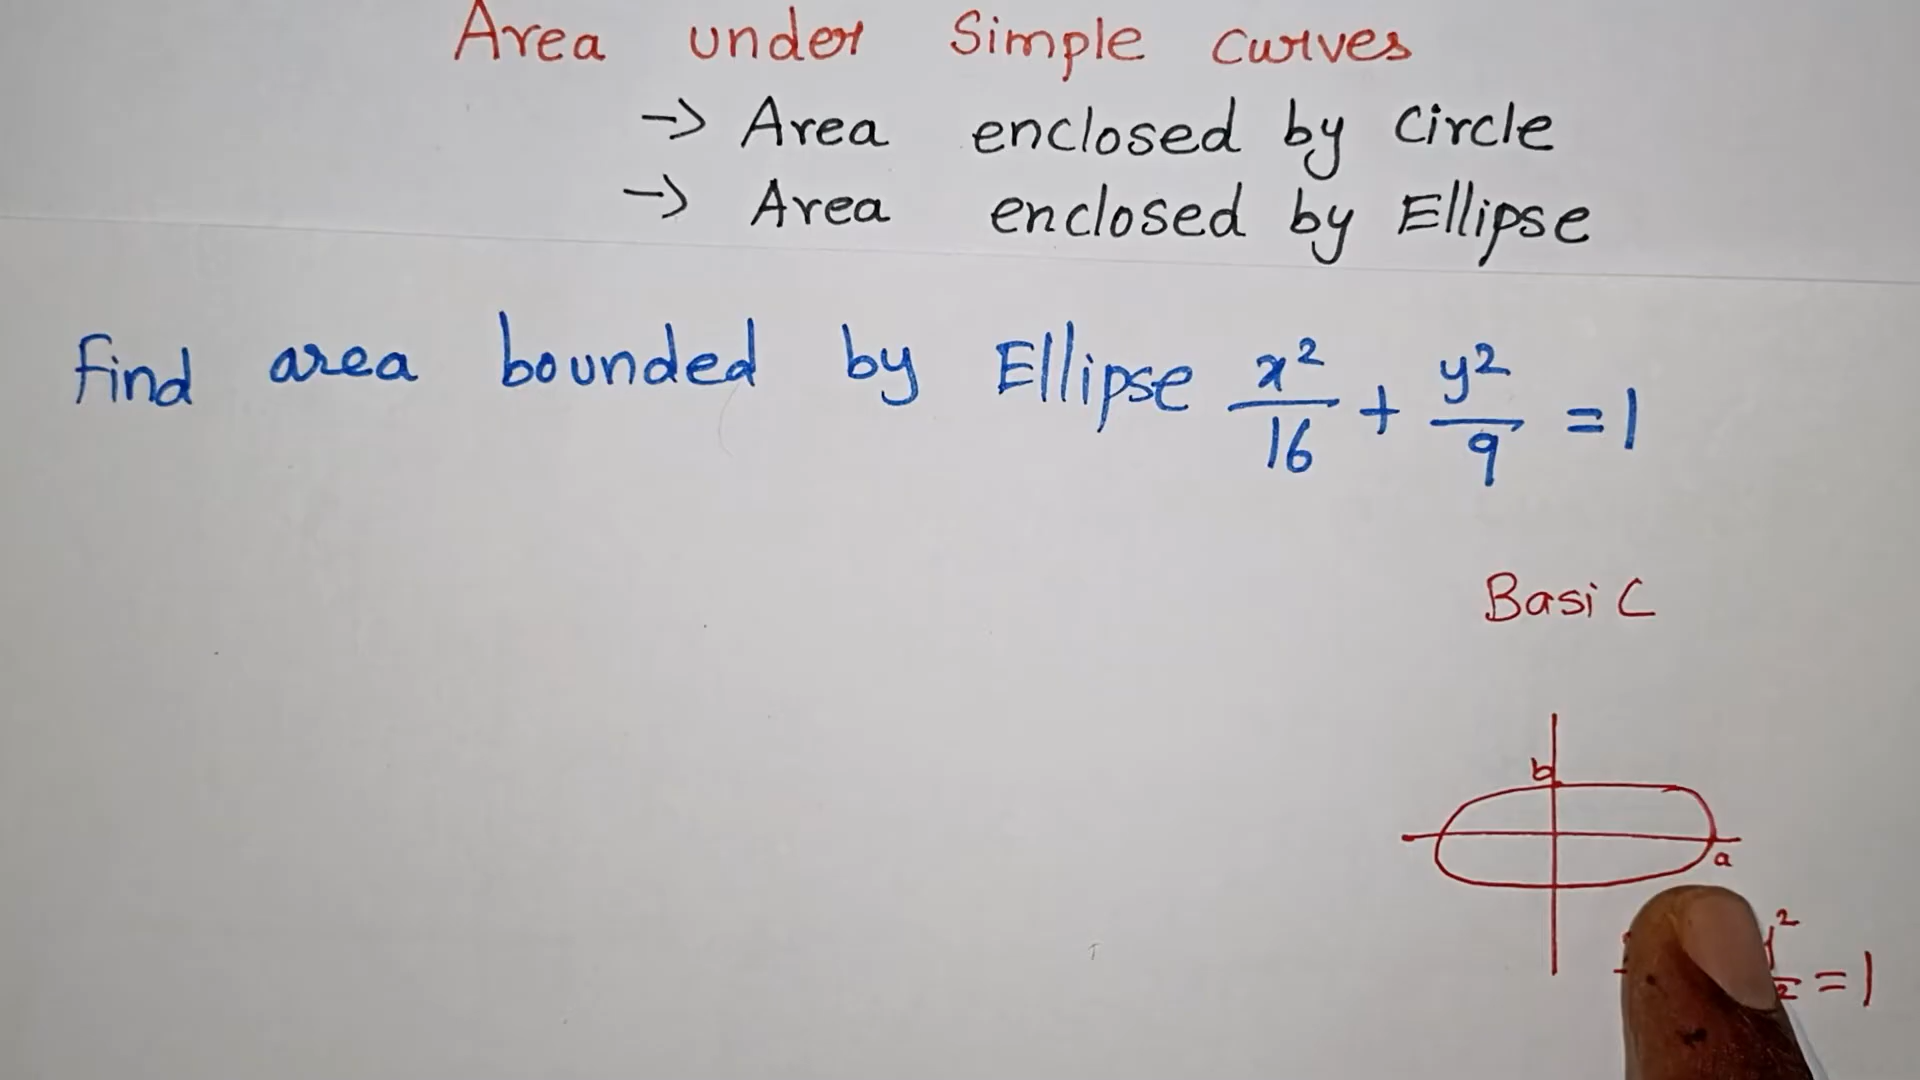 Area under Simple curves
-> Area enclosed by Circle
-> Area enclosed by Ellipse
Find area bounded by Ellipse x²/16 + y²/9 = 1
Basic
b
a
= 1